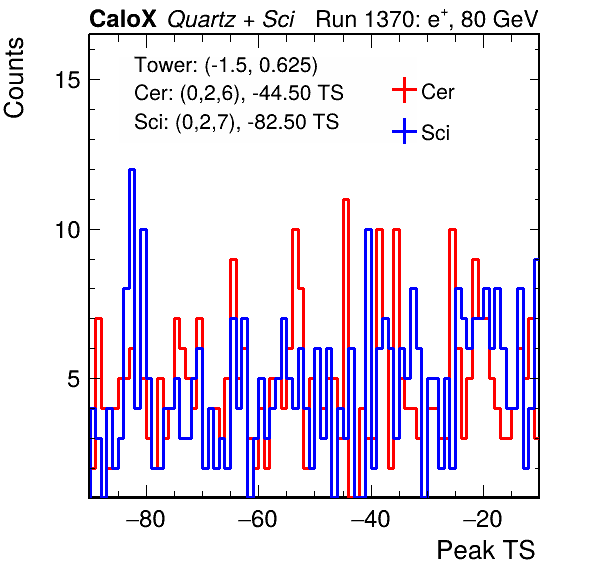 CaloX Quartz + Sci Run 1370: e+, 80 GeV
Counts
Tower: (-1.5, 0.625)
Cer: (0,2,6), -44.50 TS
Sci: (0,2,7), -82.50 TS
Cer
Sci
15
10
5
−80 −60 −40 −20
Peak TS